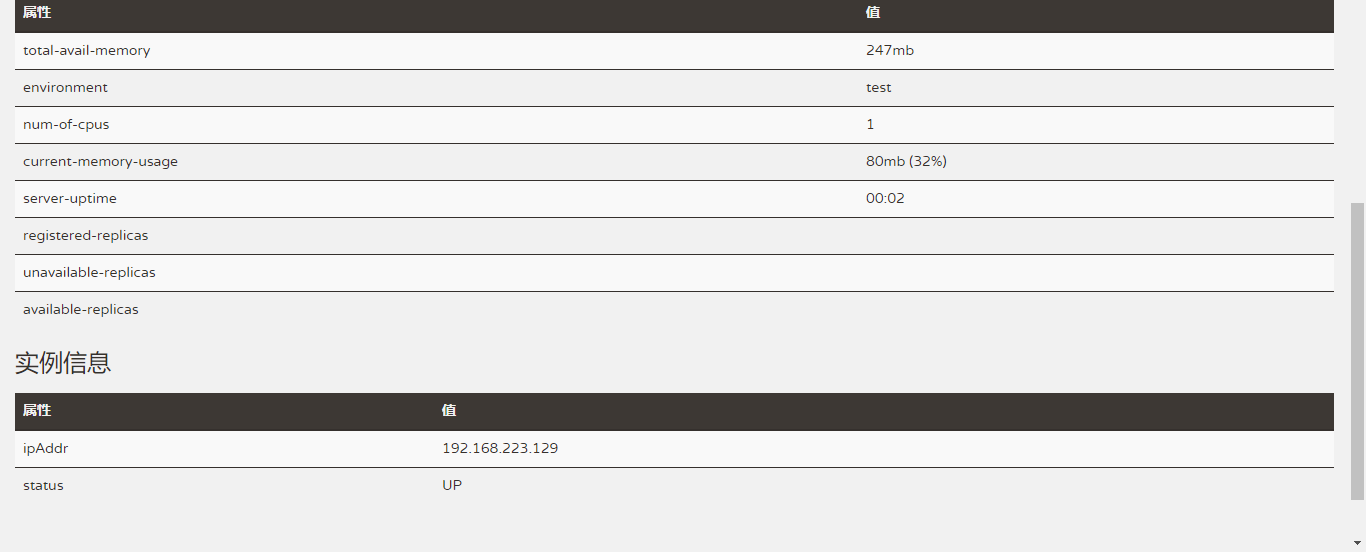 属性 值
total-avail-memory 247mb
environment test
num-of-cpus 1
current-memory-usage 80mb (32%)
server-uptime 00:02
registered-replicas
unavailable-replicas
available-replicas
实例信息
属性 值
ipAddr 192.168.223.129
status UP